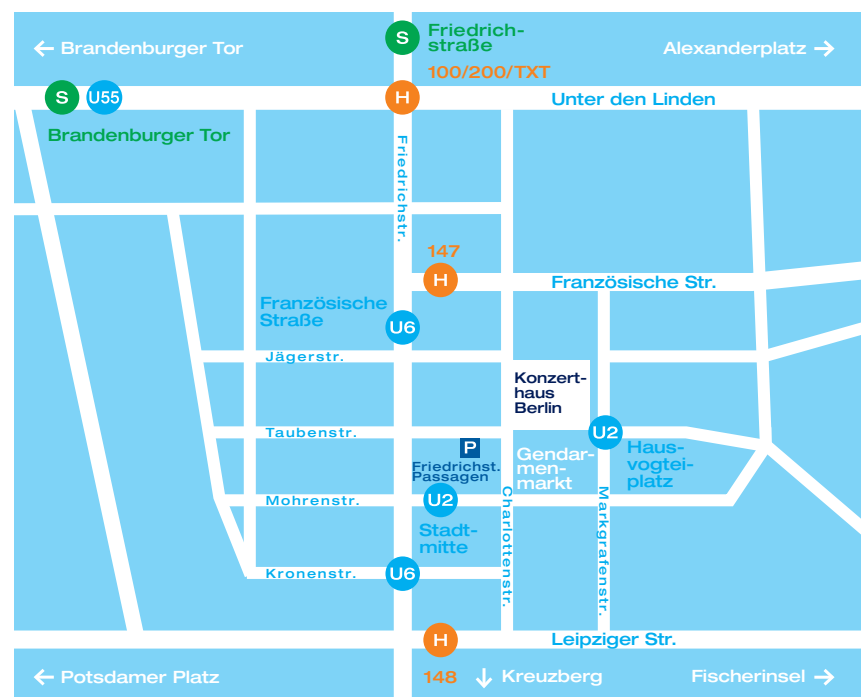 ← Brandenburger Tor
S
Friedrich-
straße
Alexanderplatz →
100/200/TXT
S
U55
H
Unter den Linden
Brandenburger Tor
Friedrichstr.
147
H
Französische Str.
Französische
Straße
U6
Jägerstr.
Konzert-
haus
Berlin
Taubenstr.
U2
P
Friedrichst.
Passagen
Gendar-
men-
markt
Haus-
vogtei-
platz
Mohrenstr.
U2
Charlottenstr.
Markgrafenstr.
Stadt-
mitte
Kronenstr.
U6
H
Leipziger Str.
← Potsdamer Platz
148
↓ Kreuzberg
Fischerinsel →